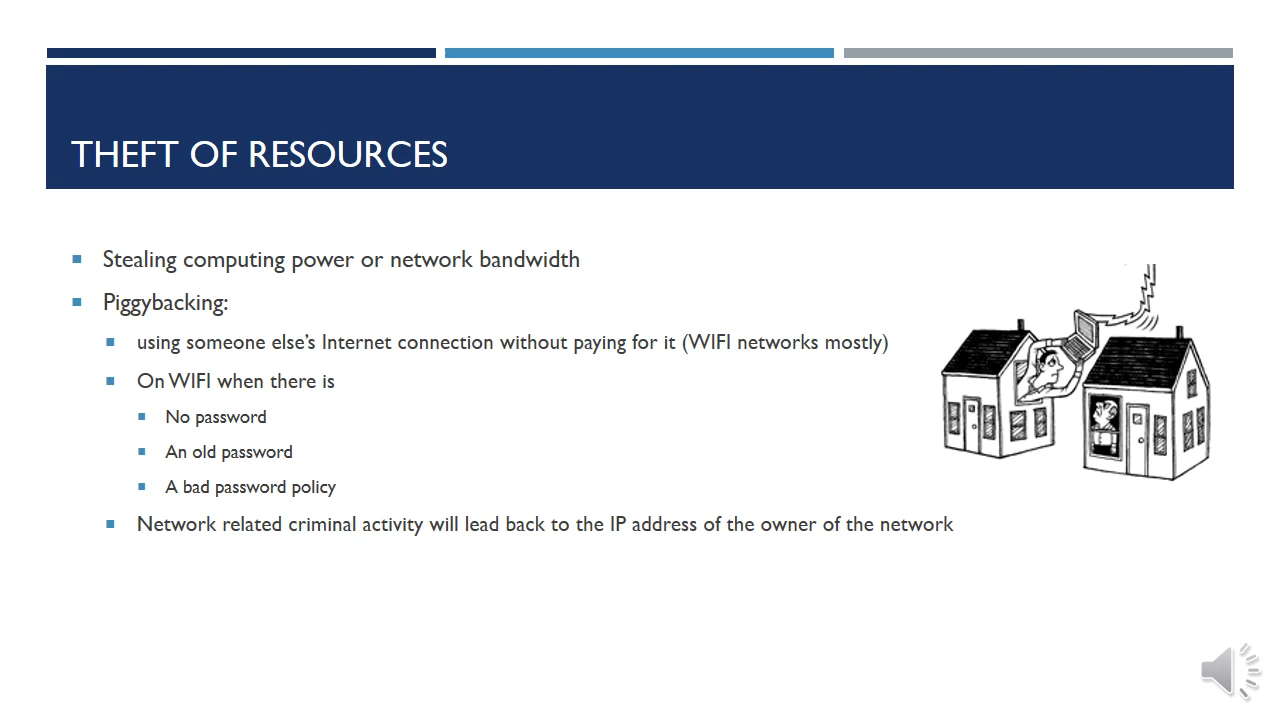 THEFT OF RESOURCES
Stealing computing power or network bandwidth
Piggybacking:
using someone else’s Internet connection without paying for it (WIFI networks mostly)
On WIFI when there is
No password
An old password
A bad password policy
Network related criminal activity will lead back to the IP address of the owner of the network